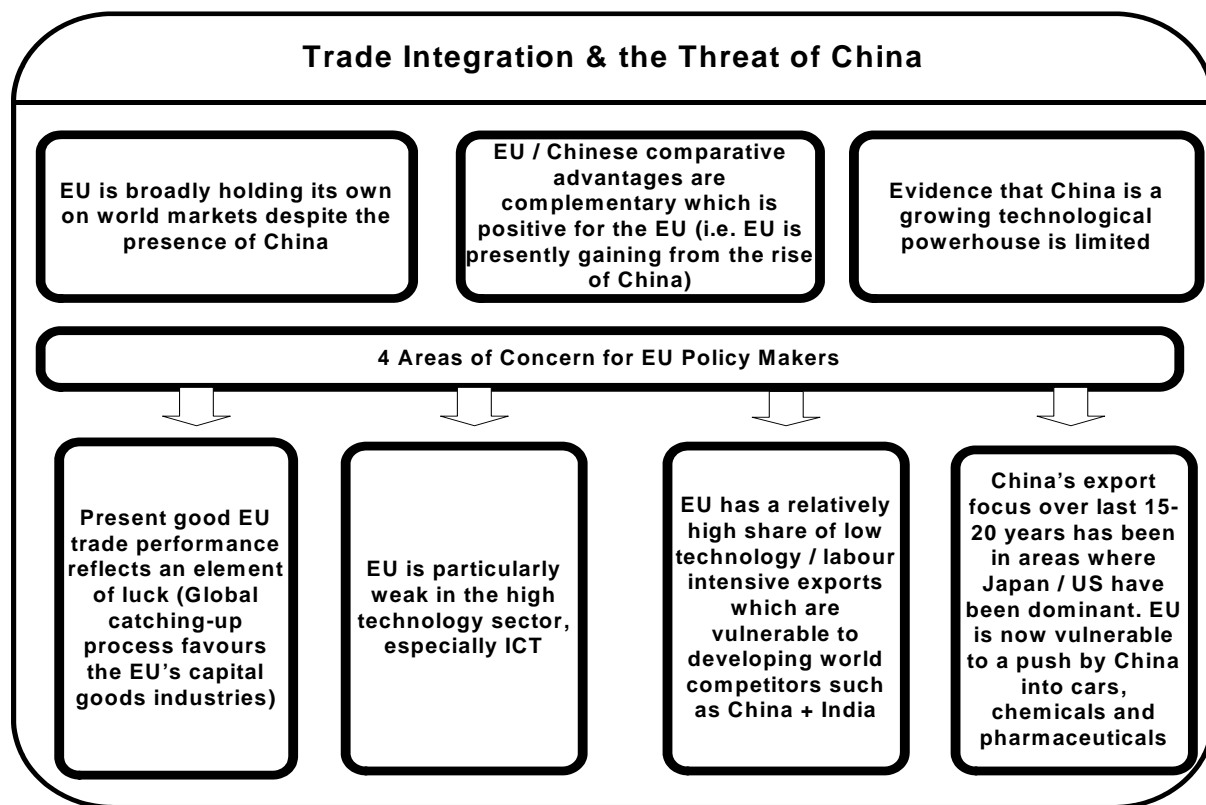 Trade Integration & the Threat of China
EU is broadly holding its own
on world markets despite the
presence of China
EU / Chinese comparative
advantages are
complementary which is
positive for the EU (i.e. EU is
presently gaining from the rise
of China)
Evidence that China is a
growing technological
powerhouse is limited
4 Areas of Concern for EU Policy Makers
Present good EU
trade performance
reflects an element
of luck (Global
catching-up
process favours
the EU's capital
goods industries)
EU is particularly
weak in the high
technology sector,
especially ICT
EU has a relatively
high share of low
technology / labour
intensive exports
which are
vulnerable to
developing world
competitors such
as China + India
China’s export
focus over last 15-
20 years has been
in areas where
Japan / US have
been dominant. EU
is now vulnerable
to a push by China
into cars,
chemicals and
pharmaceuticals